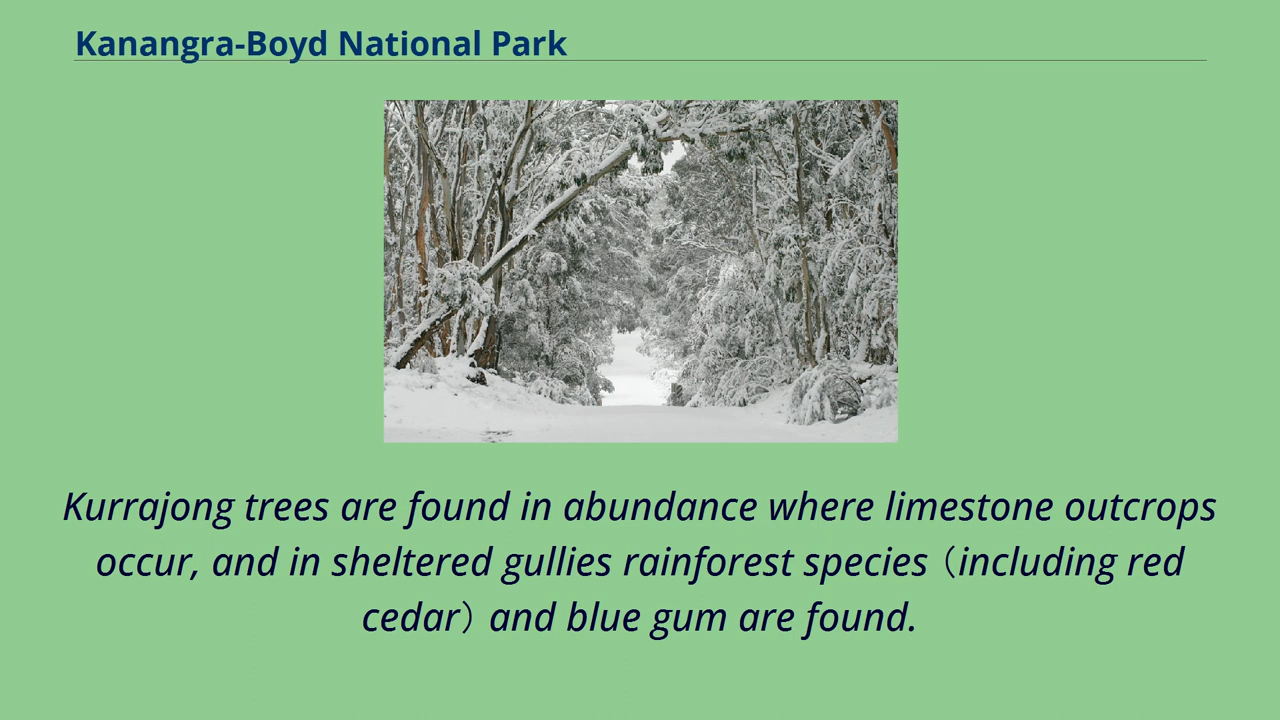 Kanangra-Boyd National Park
Kurrajong trees are found in abundance where limestone outcrops
occur, and in sheltered gullies rainforest species（including red
cedar）and blue gum are found.